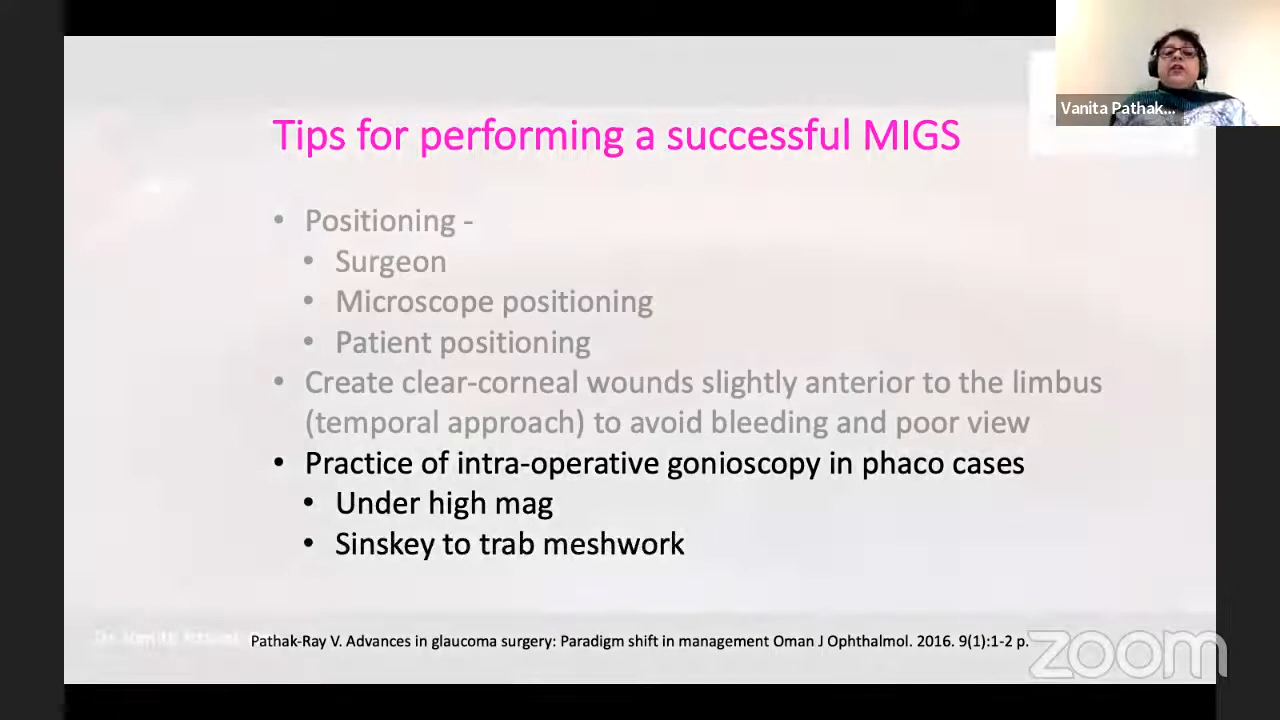 Vanita Pathak...
Tips for performing a successful MIGS
• Positioning -
• Surgeon
• Microscope positioning
• Patient positioning
• Create clear-corneal wounds slightly anterior to the limbus
(temporal approach) to avoid bleeding and poor view
• Practice of intra-operative gonioscopy in phaco cases
• Under high mag
• Sinskey to trab meshwork
Pathak-Ray V. Advances in glaucoma surgery: Paradigm shift in management Oman J Ophthalmol. 2016. 9(1):1-2 p.
zoom